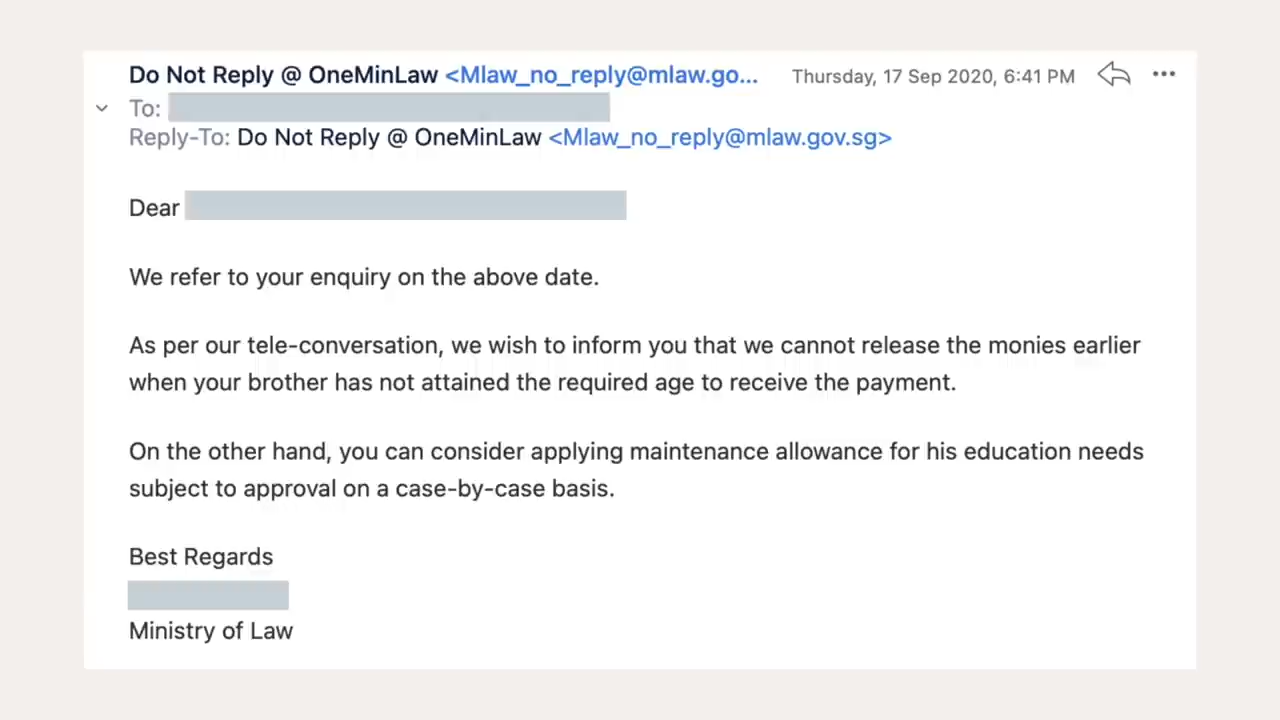 Do Not Reply @ OneMinLaw <Mlaw_no_reply@mlaw.go... Thursday, 17 Sep 2020, 6:41 PM
To:
Reply-To: Do Not Reply @ OneMinLaw <Mlaw_no_reply@mlaw.gov.sg>
Dear
We refer to your enquiry on the above date.
As per our tele-conversation, we wish to inform you that we cannot release the monies earlier
when your brother has not attained the required age to receive the payment.
On the other hand, you can consider applying maintenance allowance for his education needs
subject to approval on a case-by-case basis.
Best Regards
Ministry of Law